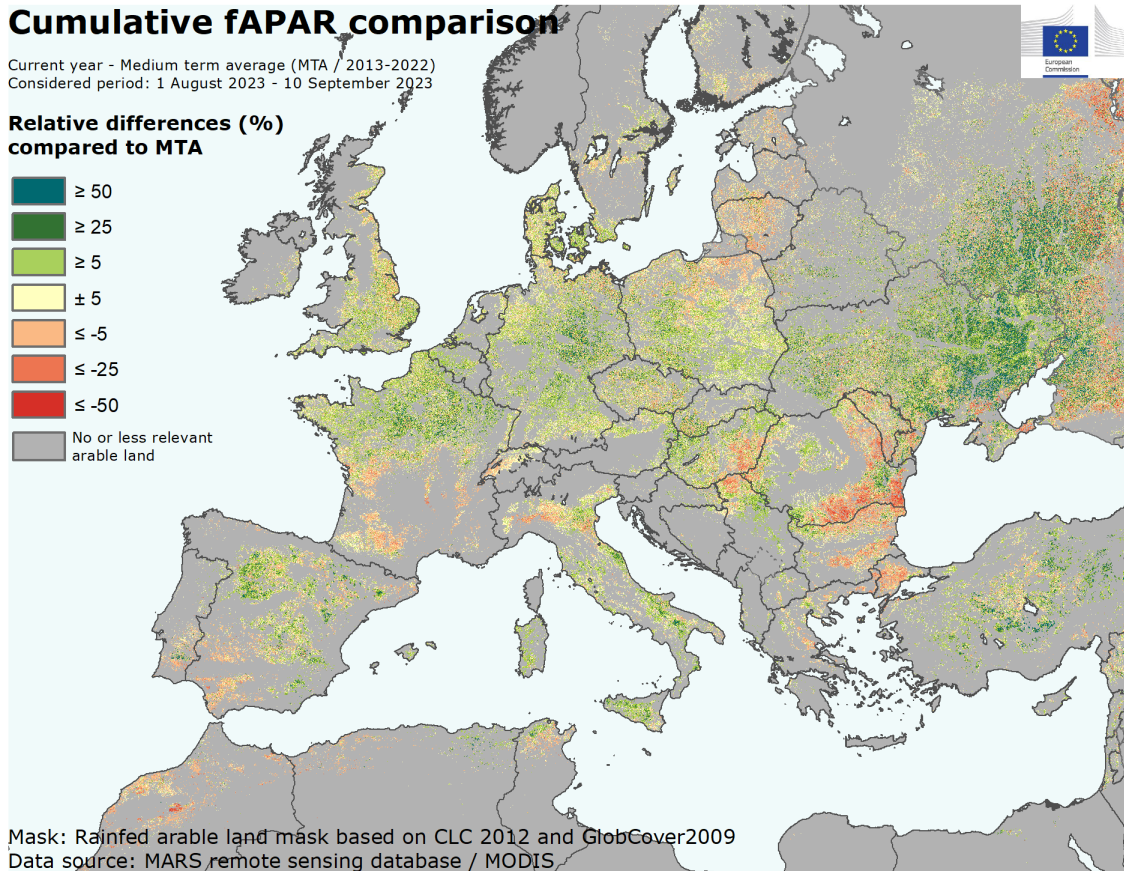 Cumulative fAPAR comparison
Current year - Medium term average (MTA / 2013-2022)
Considered period: 1 August 2023 - 10 September 2023
Relative differences (%)
compared to MTA
≥ 50
≥ 25
≥ 5
± 5
≤ -5
≤ -25
≤ -50
No or less relevant
arable land
European
Commission
Mask: Rainfed arable land mask based on CLC 2012 and GlobCover2009
Data source: MARS remote sensing database / MODIS